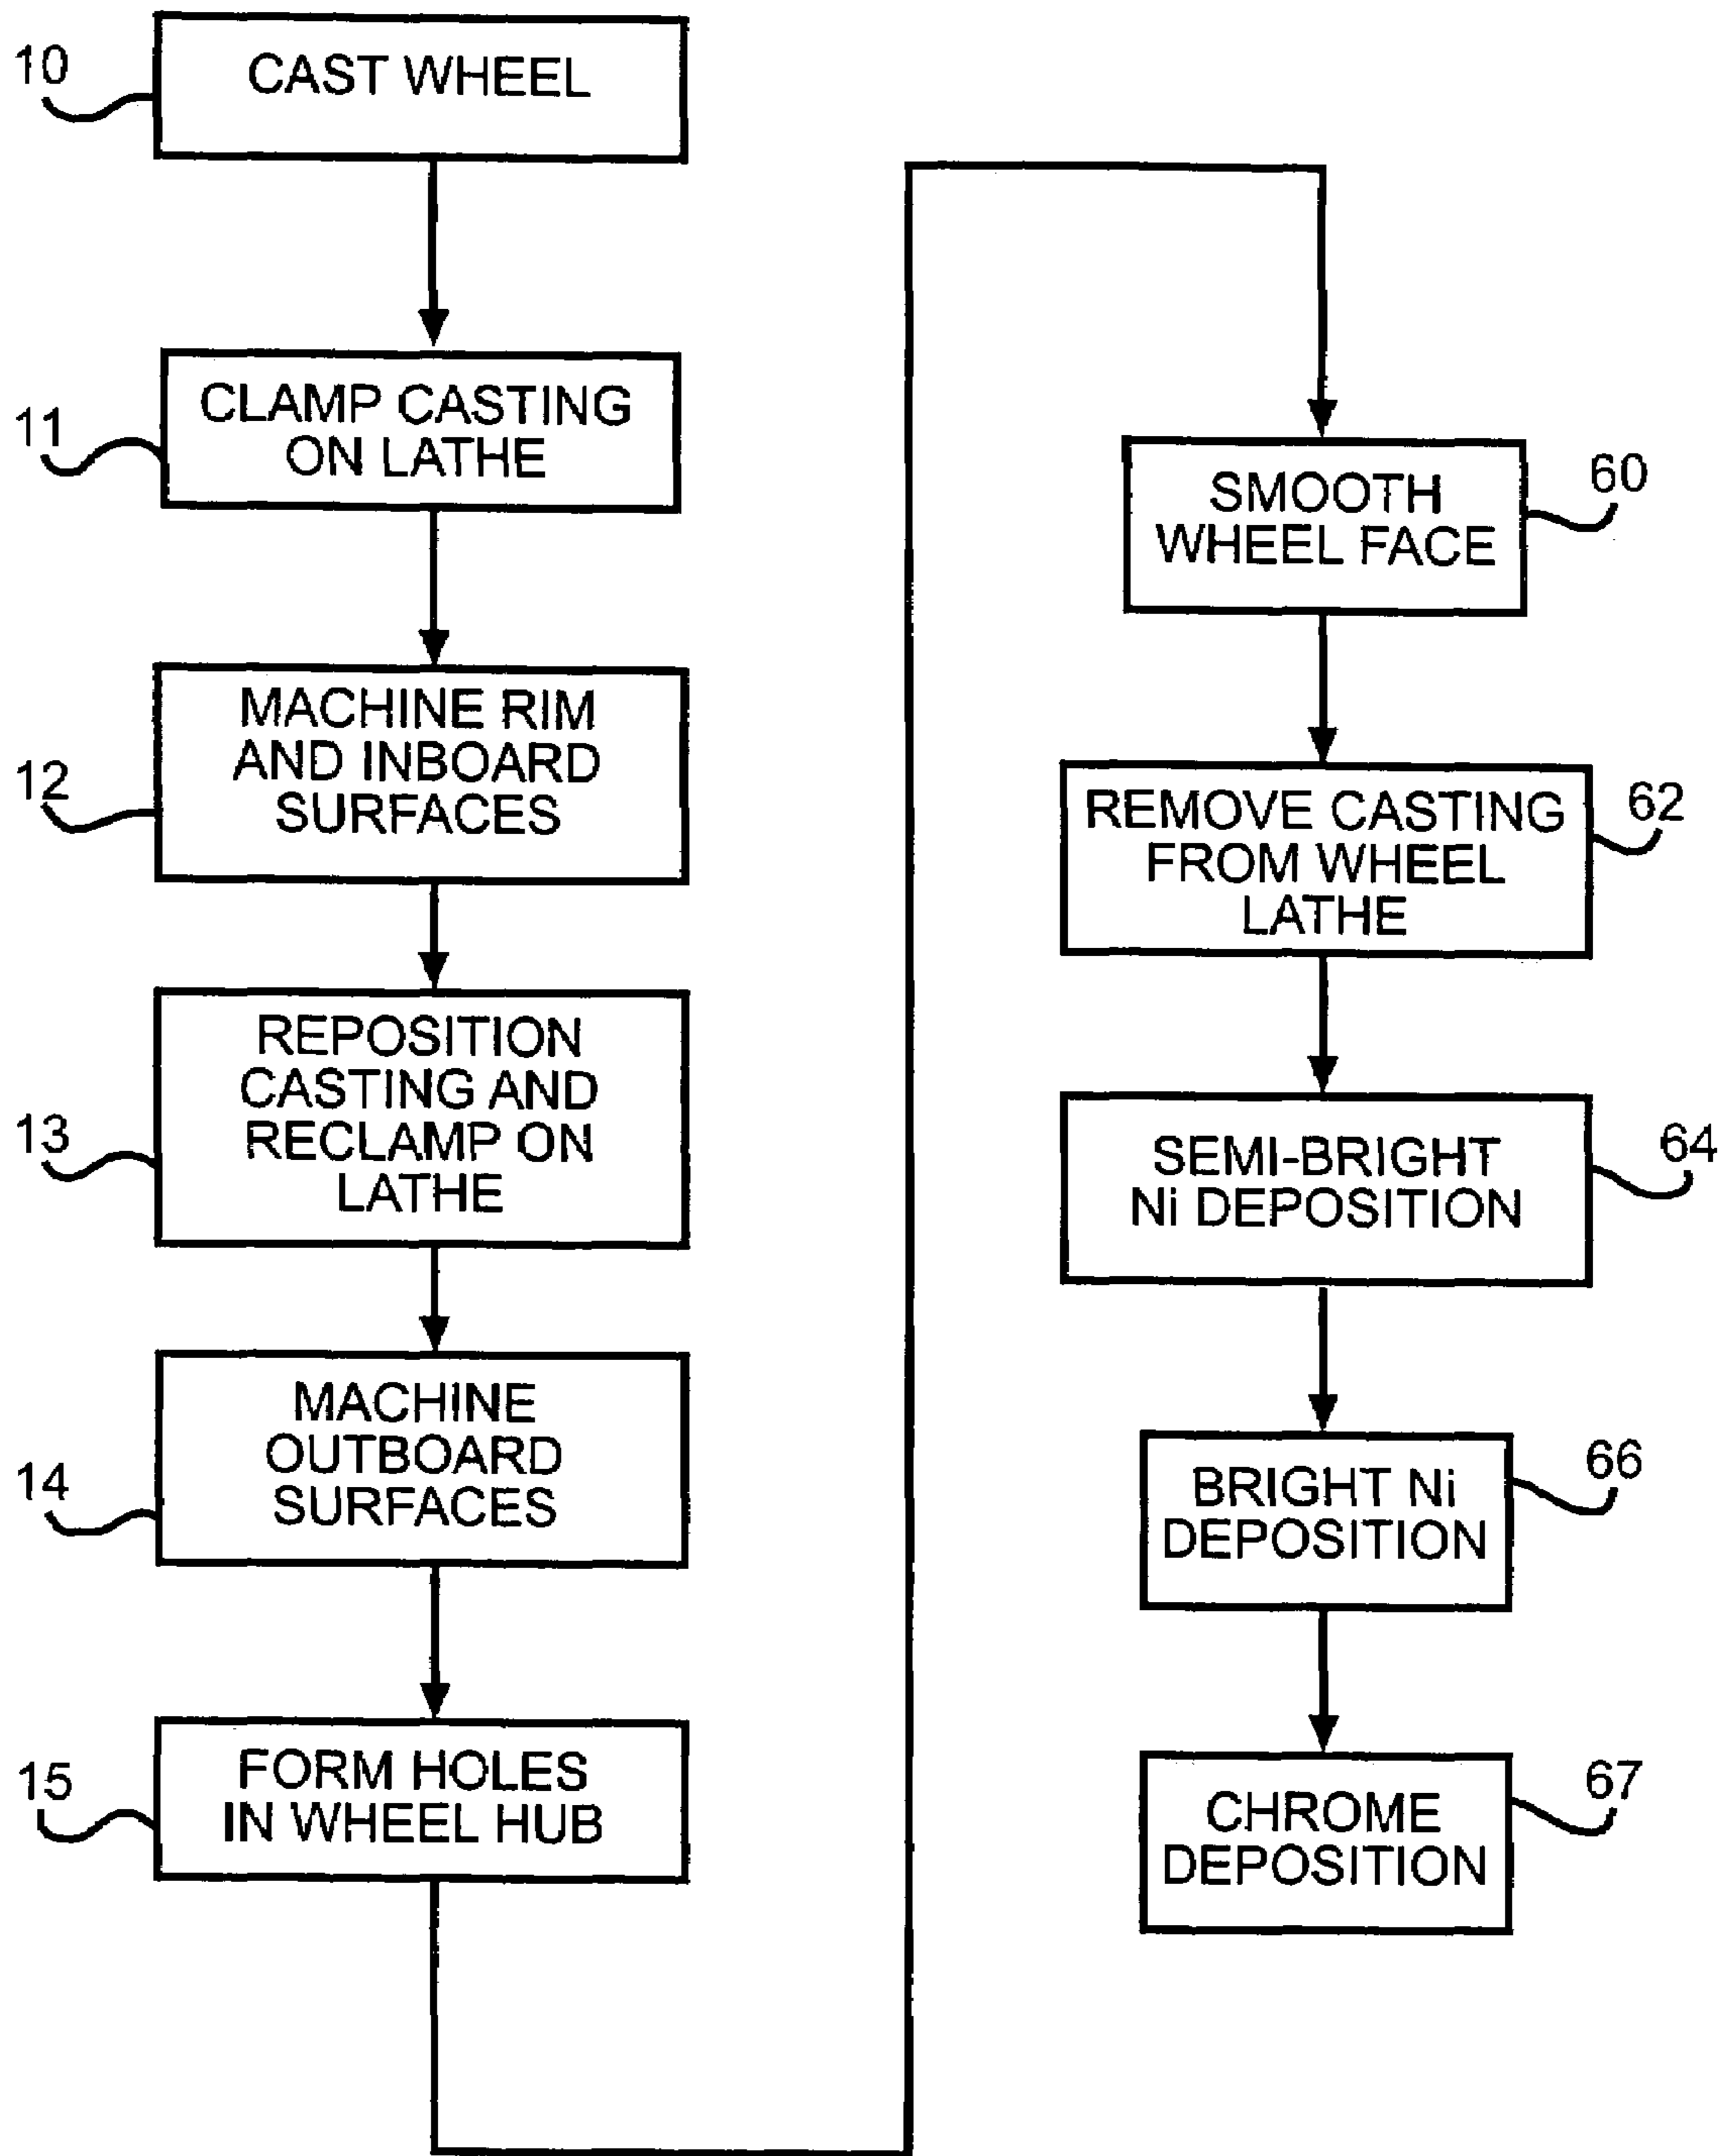 10
CAST WHEEL
11
CLAMP CASTING
ON LATHE
12
MACHINE RIM
AND INBOARD
SURFACES
13
REPOSITION
CASTING AND
RECLAMP ON
LATHE
14
MACHINE
OUTBOARD
SURFACES
15
FORM HOLES
IN WHEEL HUB
60
SMOOTH
WHEEL FACE
62
REMOVE CASTING
FROM WHEEL
LATHE
64
SEMI-BRIGHT
Ni DEPOSITION
66
BRIGHT Ni
DEPOSITION
67
CHROME
DEPOSITION